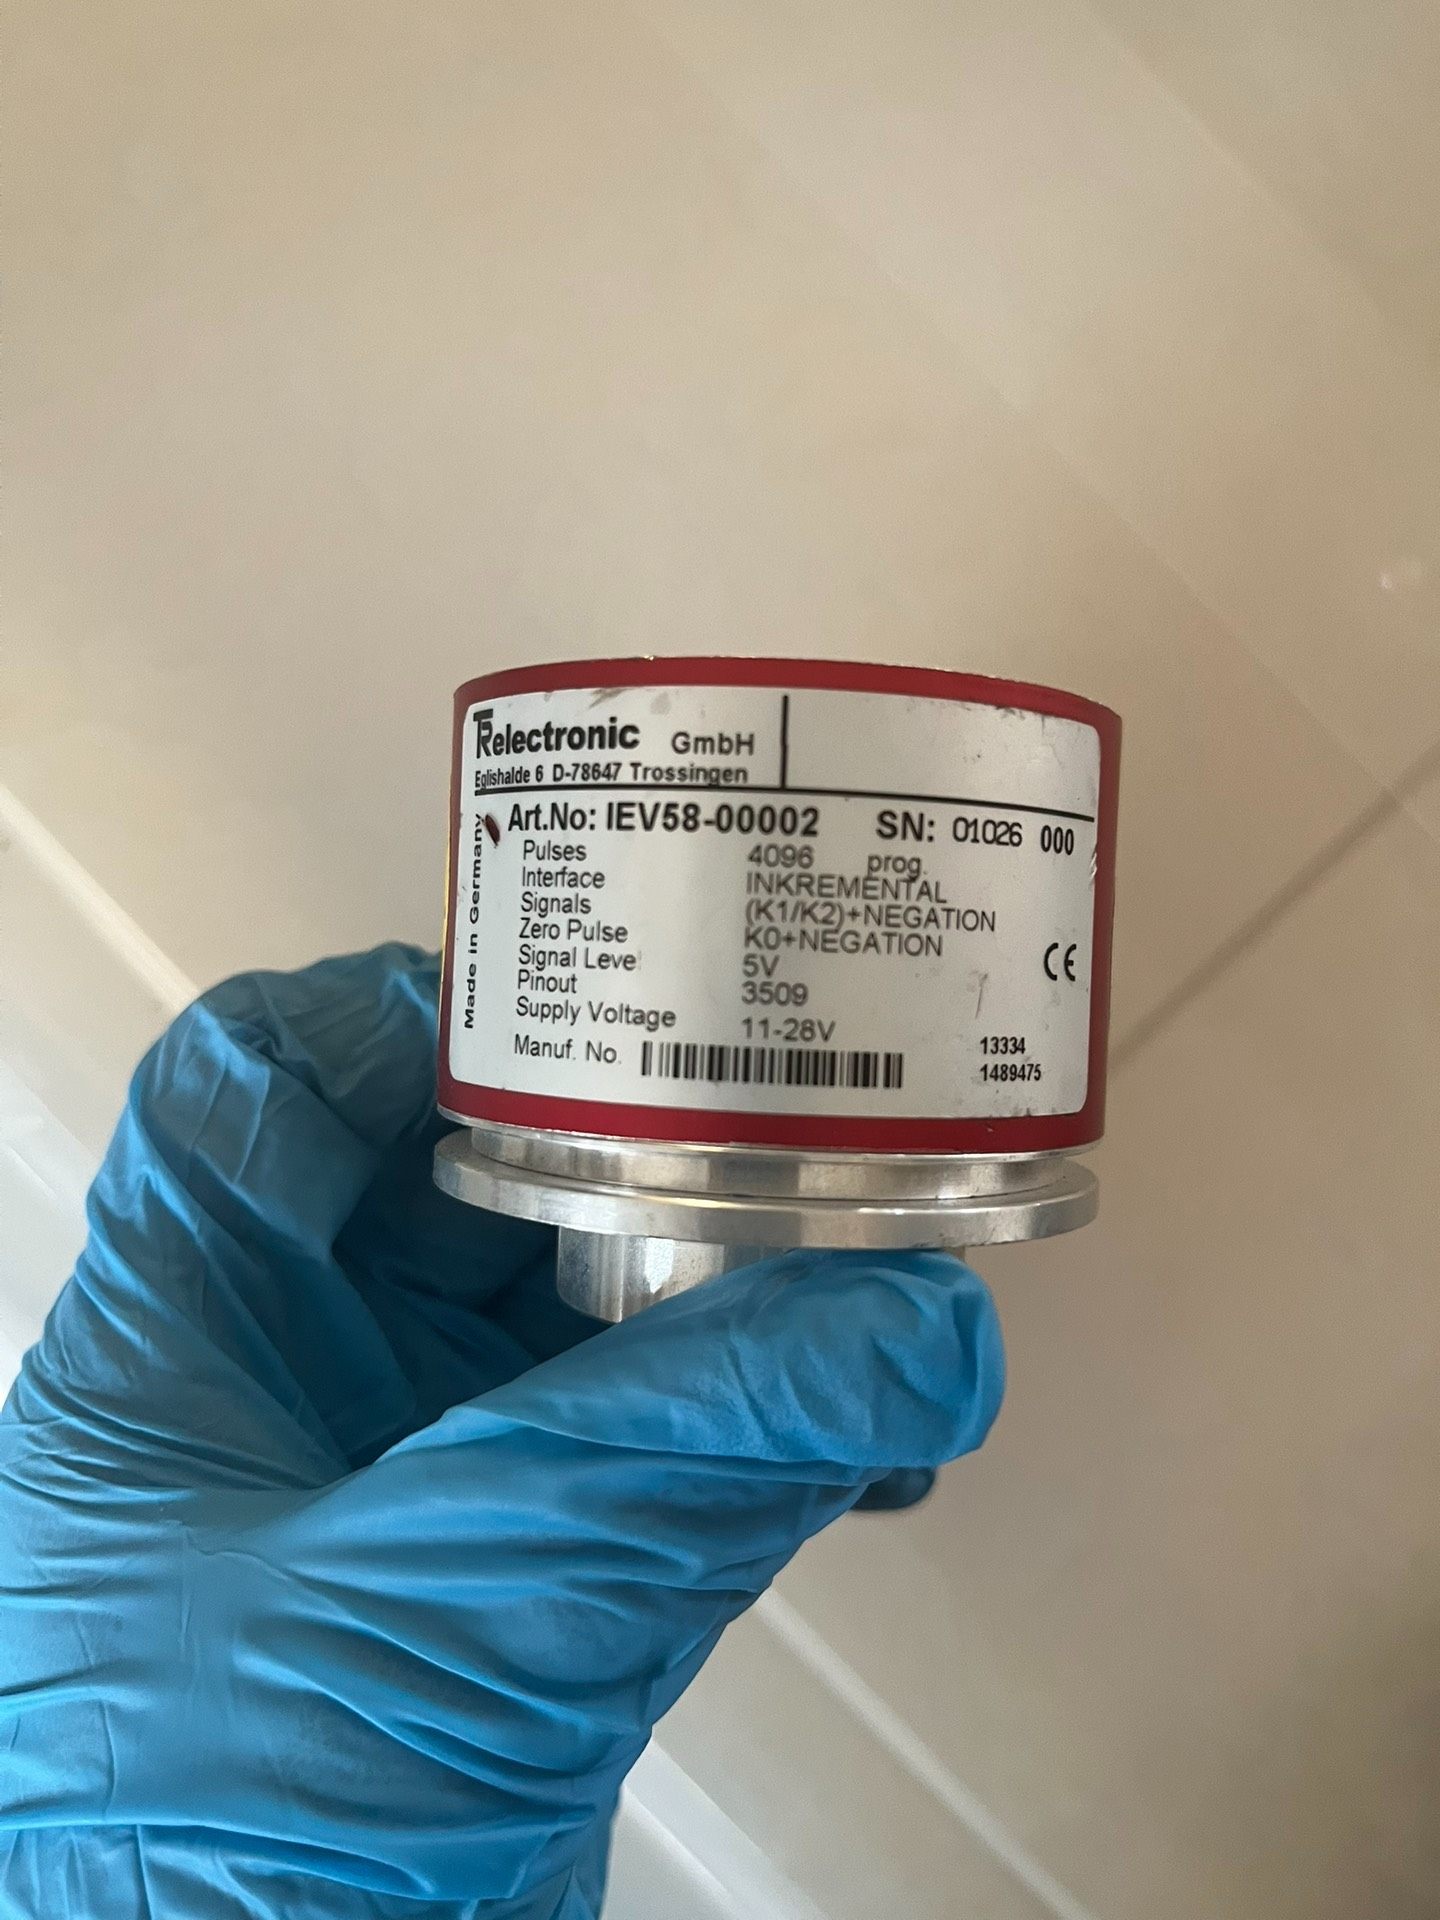 TRelectronic GmbH
Eglishalde 6 D-78647 Trossingen
Made in Germany
Art.No: IEV58-00002 SN: 01026 000
Pulses 4096 prog.
Interface INKREMENTAL
Signals (K1/K2)+NEGATION
Zero Pulse K0+NEGATION
Signal Level 5V
Pinout 3509
Supply Voltage 11-28V
CE
Manuf. No. 13334
1489475